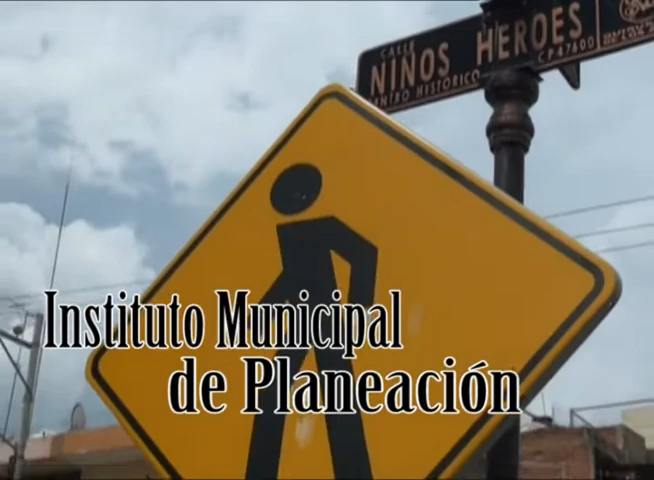 CALLE
NIÑOS HEROES
CENTRO HISTORICO CP 47600
Instituto Municipal
de Planeación